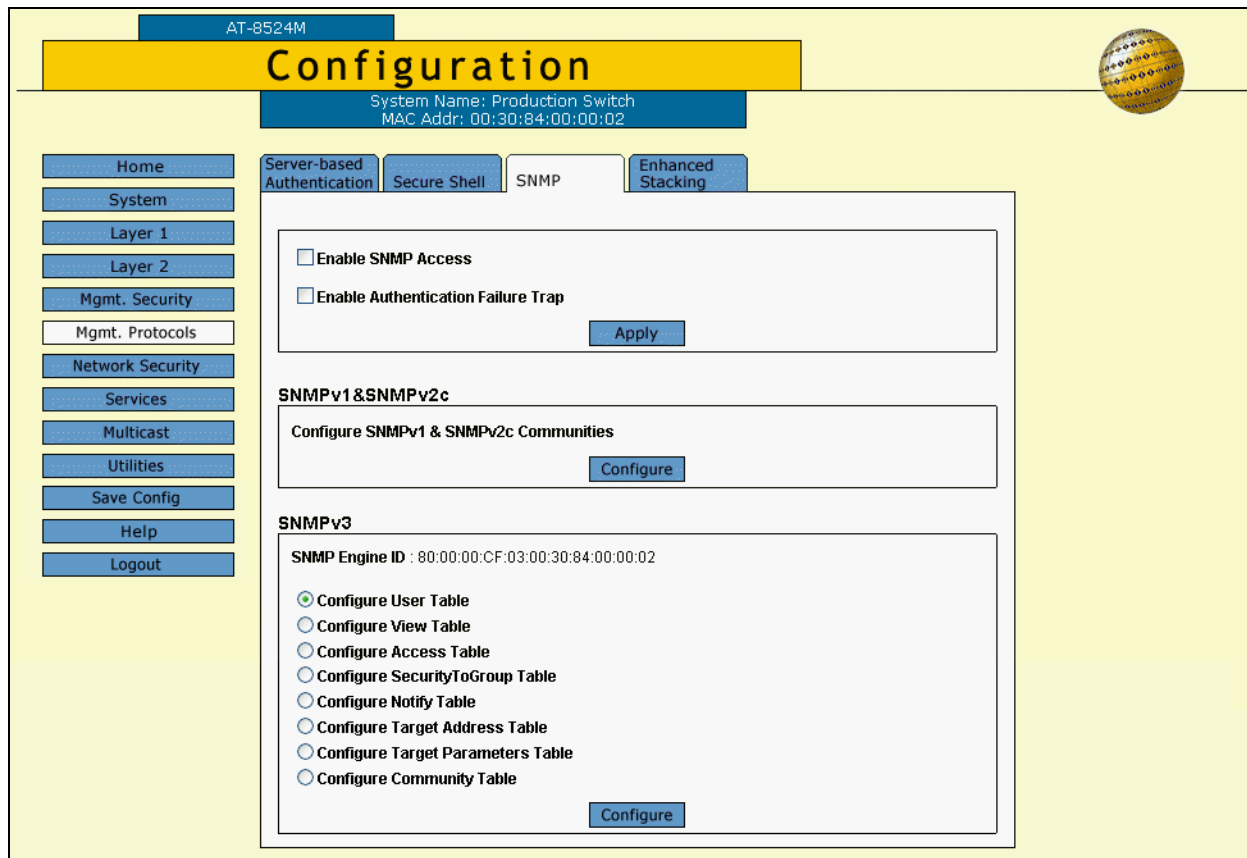 AT-8524M
Configuration
System Name: Production Switch
MAC Addr: 00:30:84:00:00:02
Home
System
Layer 1
Layer 2
Mgmt. Security
Mgmt. Protocols
Network Security
Services
Multicast
Utilities
Save Config
Help
Logout
Server-based
Authentication
Secure Shell
SNMP
Enhanced
Stacking
Enable SNMP Access
Enable Authentication Failure Trap
Apply
SNMPv1&SNMPv2c
Configure SNMPv1 & SNMPv2c Communities
Configure
SNMPv3
SNMP Engine ID : 80:00:00:CF:03:00:30:84:00:00:02
Configure User Table
Configure View Table
Configure Access Table
Configure SecurityToGroup Table
Configure Notify Table
Configure Target Address Table
Configure Target Parameters Table
Configure Community Table
Configure